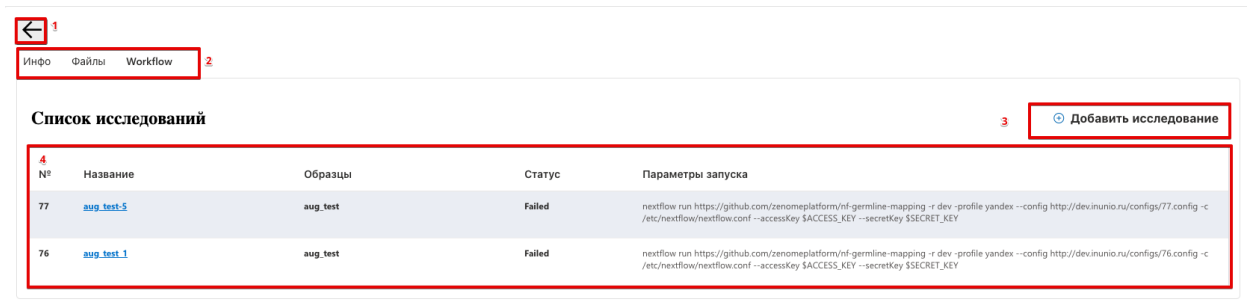 1
Инфо Файлы Workflow 2
Список исследований
3 Добавить исследование
4
№ Название Образцы Статус Параметры запуска
77 aug_test-5 aug_test Failed nextflow run https://github.com/zenomeplatform/nf-germline-mapping -r dev -profile yandex --config http://dev.inunio.ru/configs/77.config -c
/etc/nextflow/nextflow.conf --accessKey $ACCESS_KEY --secretKey $SECRET_KEY
76 aug_test_1 aug_test Failed nextflow run https://github.com/zenomeplatform/nf-germline-mapping -r dev -profile yandex --config http://dev.inunio.ru/configs/76.config -c
/etc/nextflow/nextflow.conf --accessKey $ACCESS_KEY --secretKey $SECRET_KEY